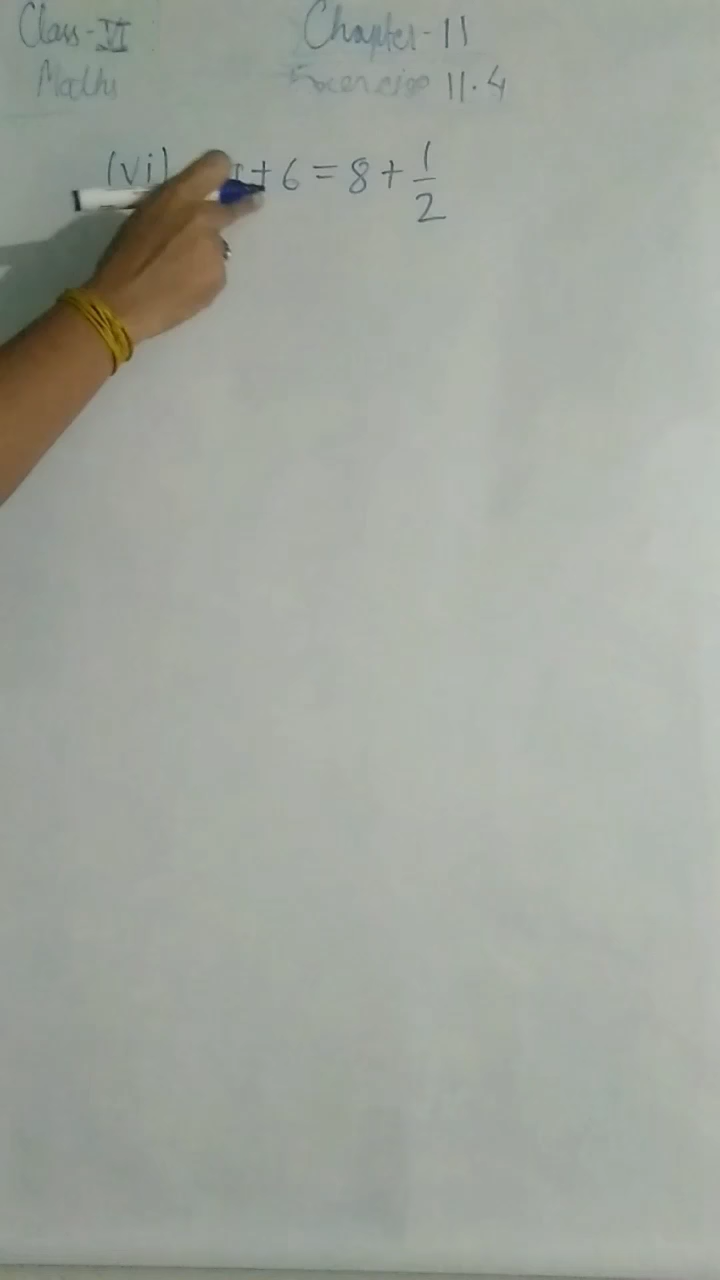 Class-VI Chapter-11
Maths Exercise 11.4
(vi) + 6 = 8 + 1/2